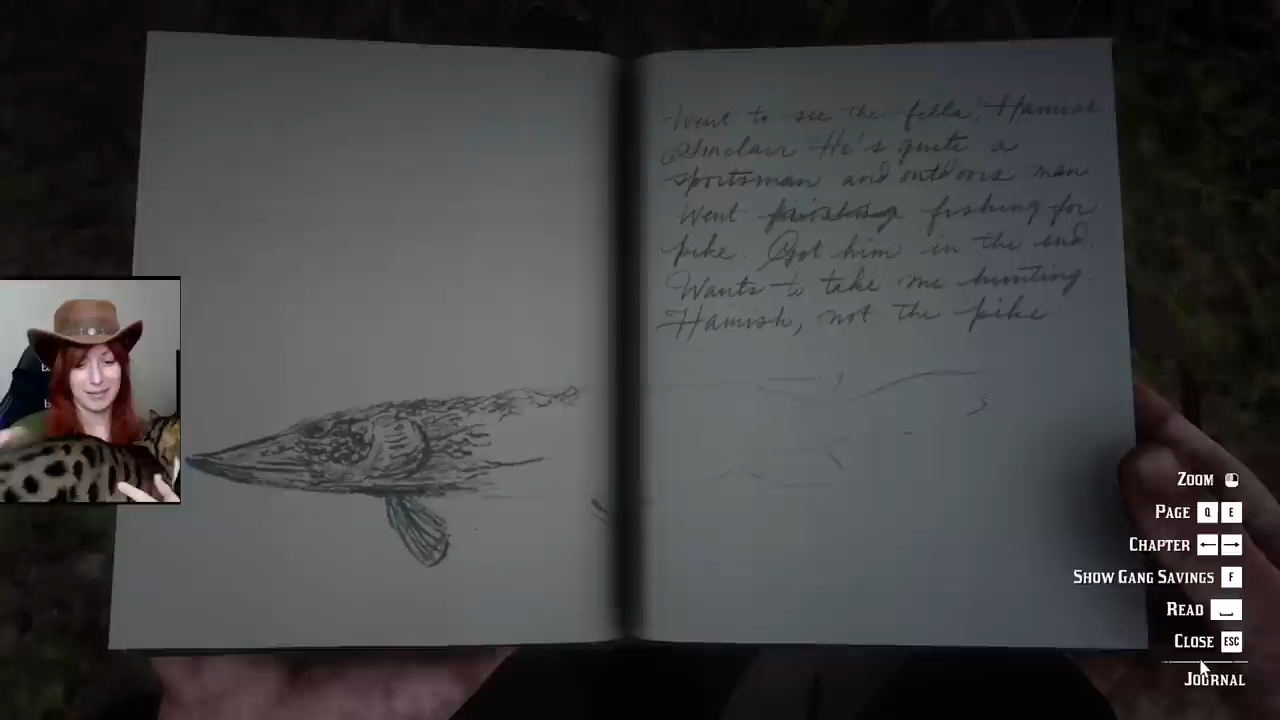 Went to see the fella, Hamish
Sinclair He's quite a
sportsman and outdoors man
Went fishing for
pike. Got him in the end.
Wants to take me hunting.
Hamish, not the pike
ZOOM
PAGE Q E
CHAPTER ← →
SHOW GANG SAVINGS F
READ
CLOSE ESC
JOURNAL